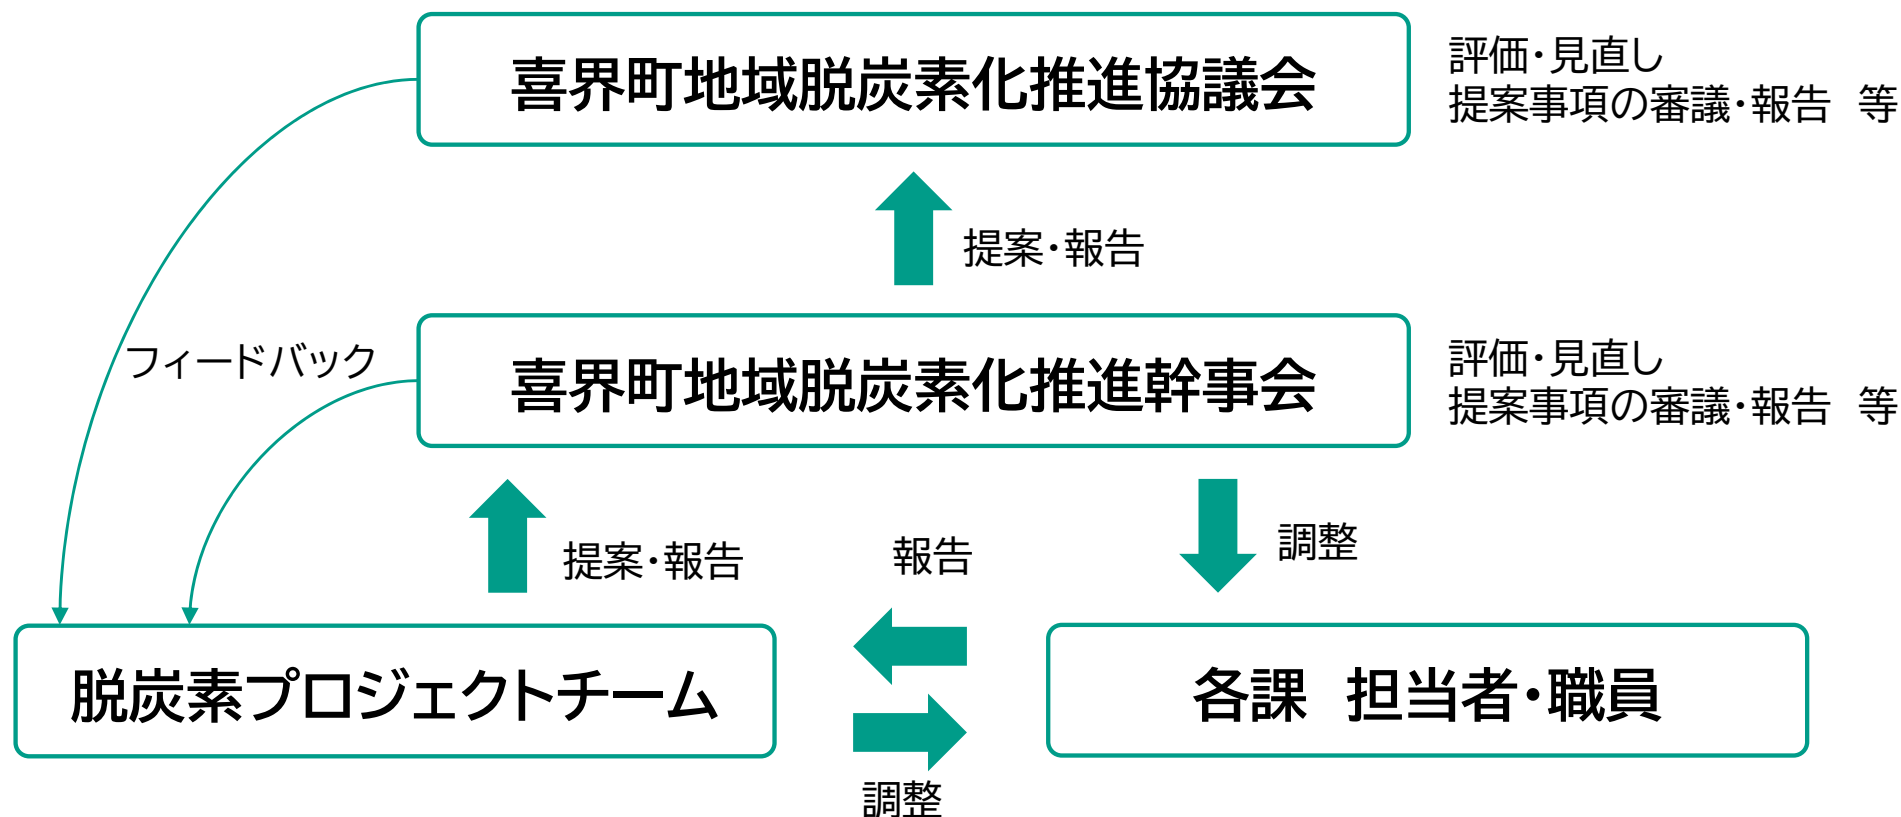 喜界町地域脱炭素化推進協議会
評価・見直し
提案事項の審議・報告　等
提案・報告
フィードバック
喜界町地域脱炭素化推進幹事会
評価・見直し
提案事項の審議・報告　等
提案・報告
報告
調整
脱炭素プロジェクトチーム
各課　担当者・職員
調整